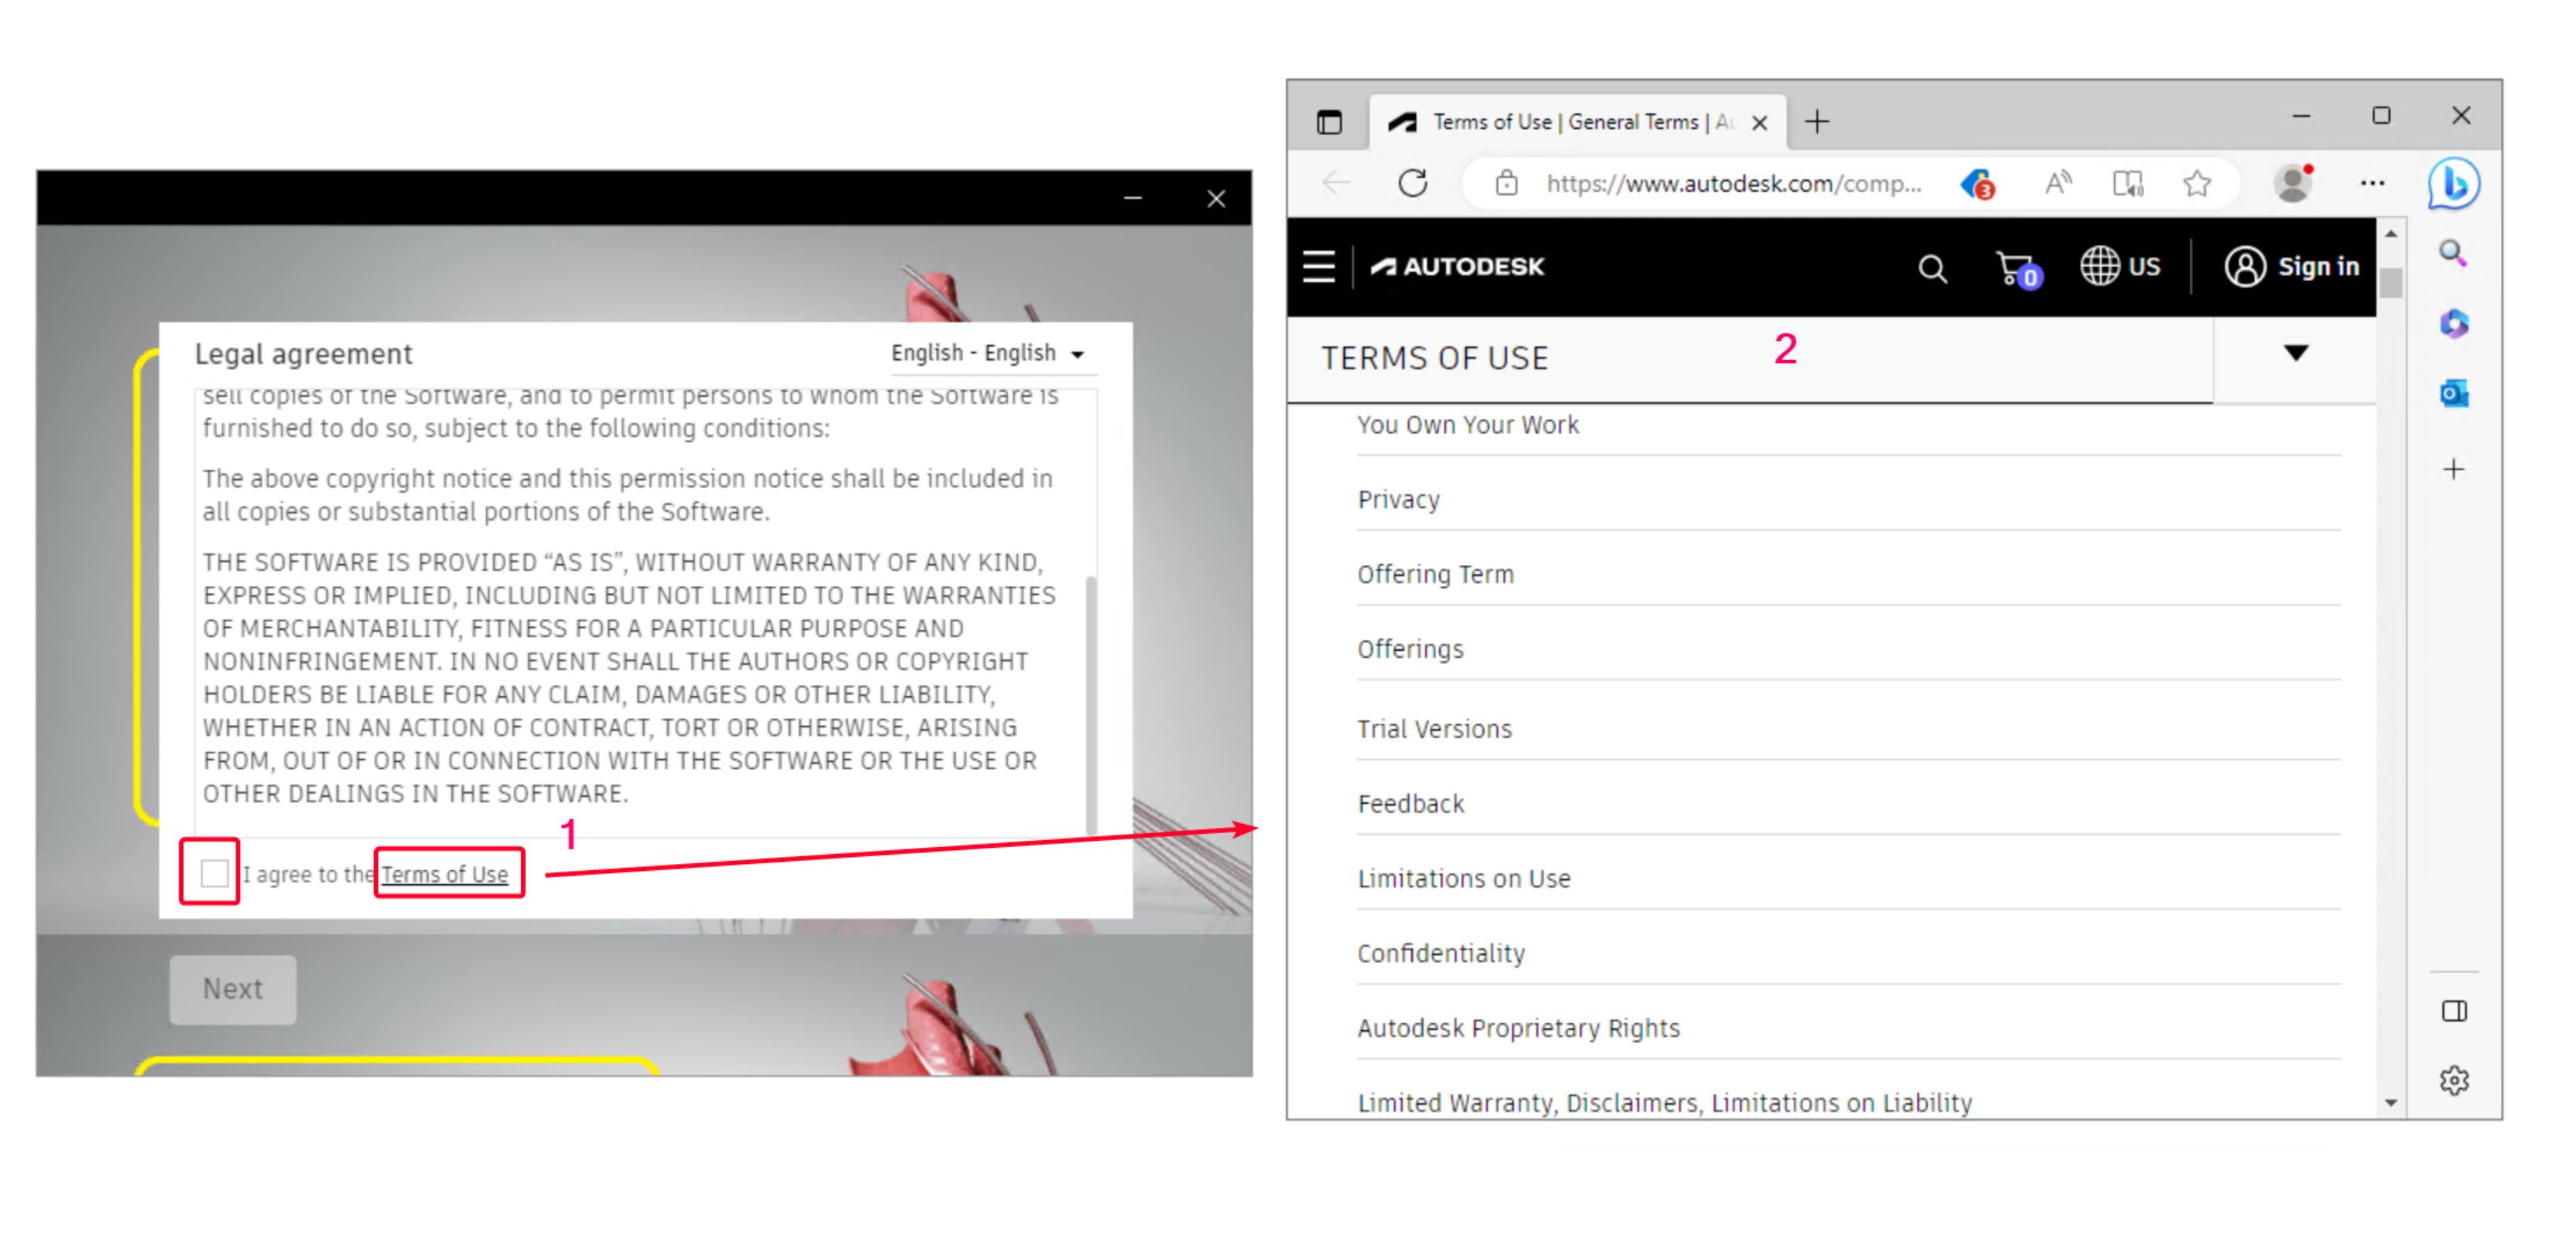 Legal agreement
English - English
sell copies of the Software, and to permit persons to whom the Software is
furnished to do so, subject to the following conditions:
The above copyright notice and this permission notice shall be included in
all copies or substantial portions of the Software.
THE SOFTWARE IS PROVIDED “AS IS”, WITHOUT WARRANTY OF ANY KIND,
EXPRESS OR IMPLIED, INCLUDING BUT NOT LIMITED TO THE WARRANTIES
OF MERCHANTABILITY, FITNESS FOR A PARTICULAR PURPOSE AND
NONINFRINGEMENT. IN NO EVENT SHALL THE AUTHORS OR COPYRIGHT
HOLDERS BE LIABLE FOR ANY CLAIM, DAMAGES OR OTHER LIABILITY,
WHETHER IN AN ACTION OF CONTRACT, TORT OR OTHERWISE, ARISING
FROM, OUT OF OR IN CONNECTION WITH THE SOFTWARE OR THE USE OR
OTHER DEALINGS IN THE SOFTWARE.
1
I agree to the Terms of Use
Next
Terms of Use | General Terms | Au
https://www.autodesk.com/comp...
3
AUTODESK
0
US
Sign in
TERMS OF USE
2
You Own Your Work
Privacy
Offering Term
Offerings
Trial Versions
Feedback
Limitations on Use
Confidentiality
Autodesk Proprietary Rights
Limited Warranty, Disclaimers, Limitations on Liability